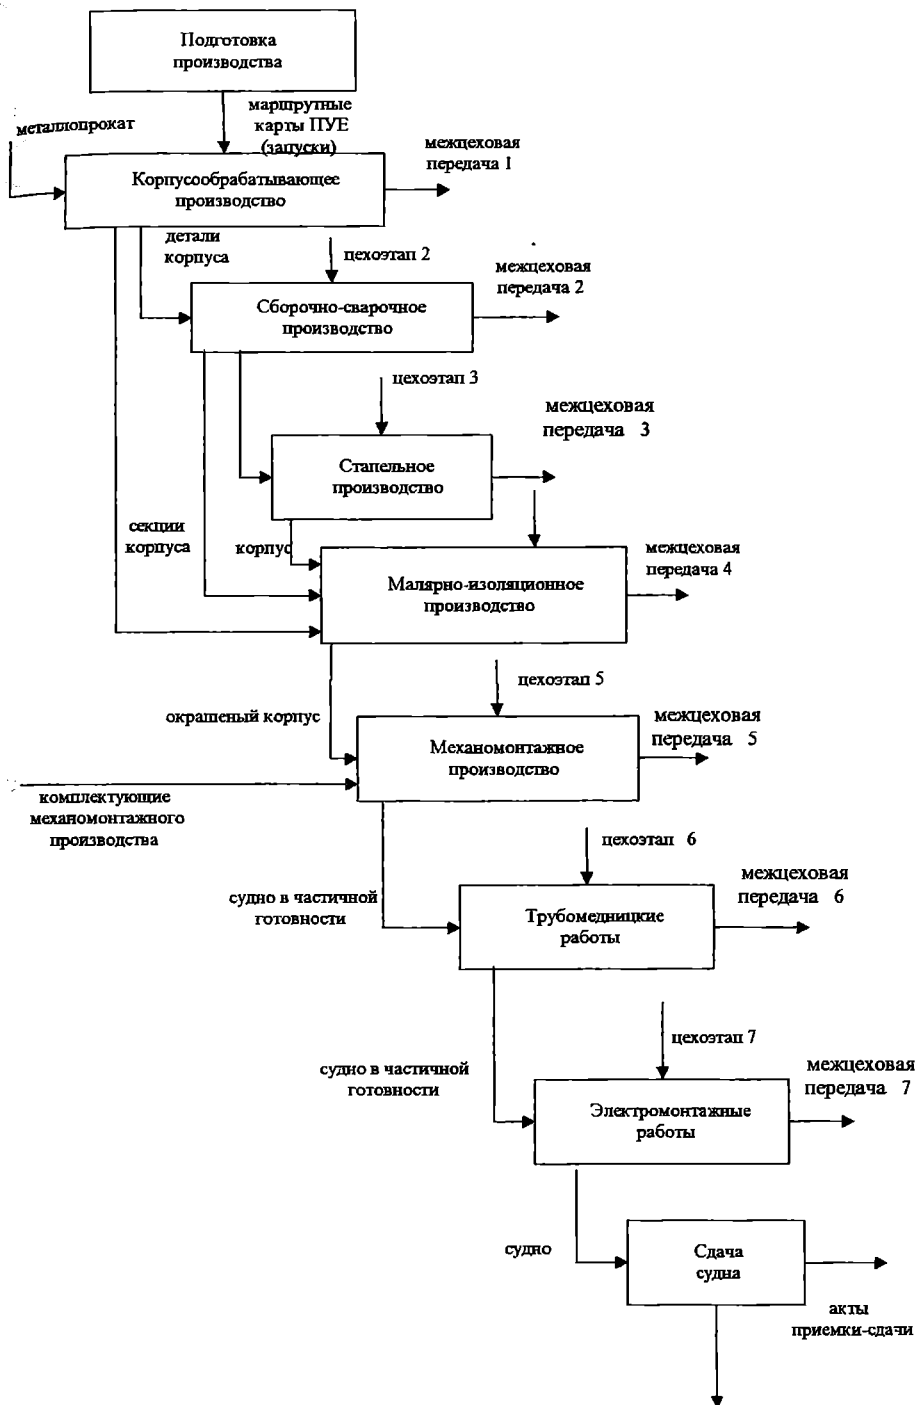 Подготовка
производства
маршрутные
карты ПУЕ
(запуски)
металлопрокат
межцеховая
передача 1
Корпусообрабатывающее
производство
детали
корпуса
цехоэтап 2
межцеховая
передача 2
Сборочно-сварочное
производство
цехоэтап 3
межцеховая
передача 3
Стапельное
производство
секции
корпуса
корпус
межцеховая
передача 4
Малярно-изоляционное
производство
цехоэтап 5
окрашеный корпус
межцеховая
передача 5
Механомонтажное
производство
комплектующие
механомонтажного
производства
цехоэтап 6
судно в частичной
готовности
межцеховая
передача 6
Трубомедницкие
работы
цехоэтап 7
судно в частичной
готовности
межцеховая
передача 7
Электромонтажные
работы
судно
Сдача
судна
акты
приемки-сдачи